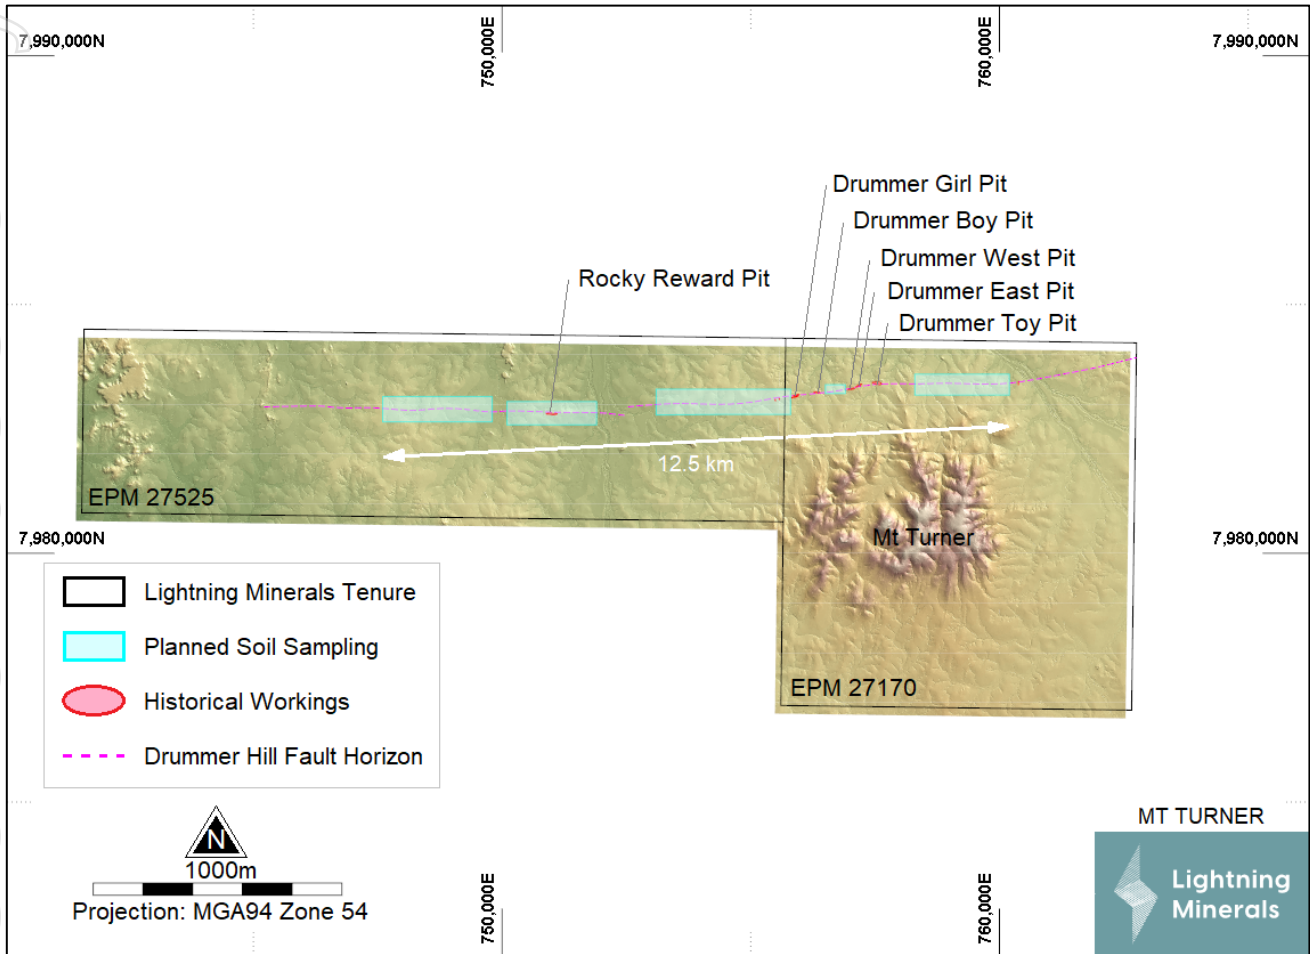 7,990,000N
750,000E
760,000E
7,990,000N
Drummer Girl Pit
Drummer Boy Pit
Drummer West Pit
Rocky Reward Pit
Drummer East Pit
Drummer Toy Pit
12.5 km
EPM 27525
7,980,000N
Mt Turner
7,980,000N
Lightning Minerals Tenure
Planned Soil Sampling
Historical Workings
Drummer Hill Fault Horizon
EPM 27170
N
1000m
Projection: MGA94 Zone 54
750,000E
760,000E
MT TURNER
Lightning
Minerals